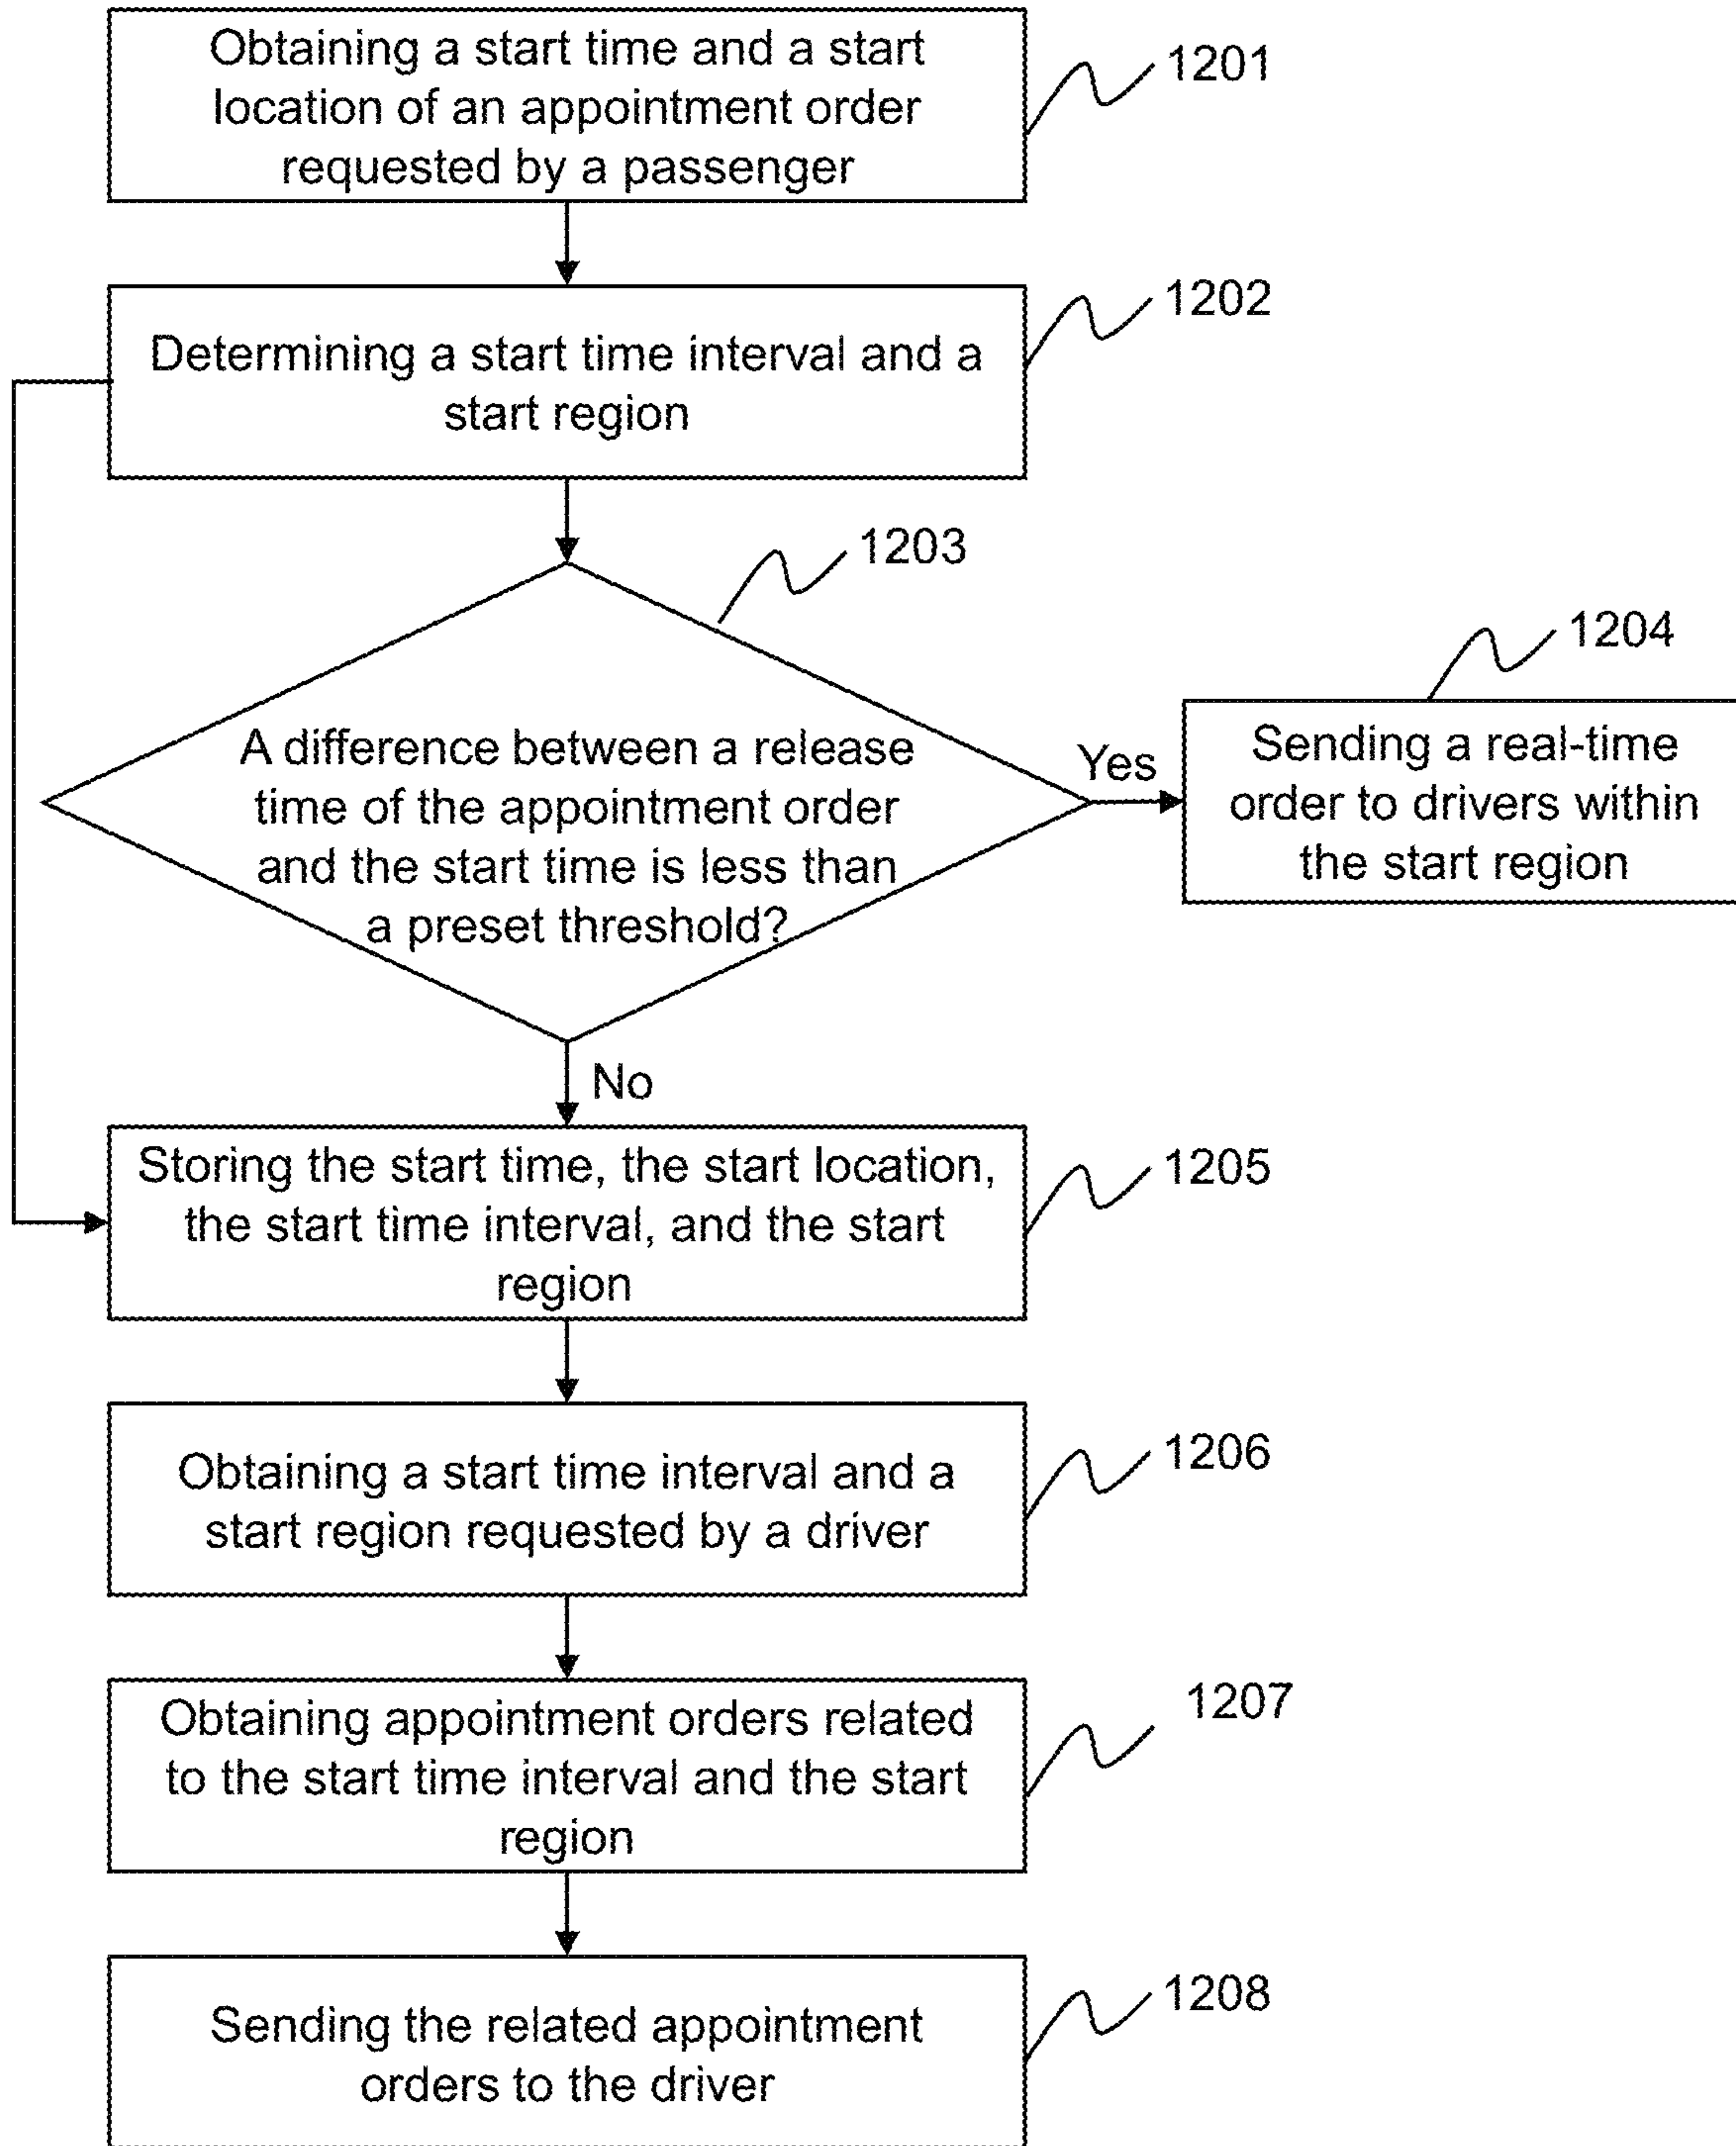 Obtaining a start time and a start
location of an appointment order
requested by a passenger
1201
Determining a start time interval and a
start region
1202
1203
A difference between a release
time of the appointment order
and the start time is less than
a preset threshold?
Yes
1204
Sending a real-time
order to drivers within
the start region
No
Storing the start time, the start location,
the start time interval, and the start
region
1205
Obtaining a start time interval and a
start region requested by a driver
1206
Obtaining appointment orders related
to the start time interval and the start
region
1207
Sending the related appointment
orders to the driver
1208